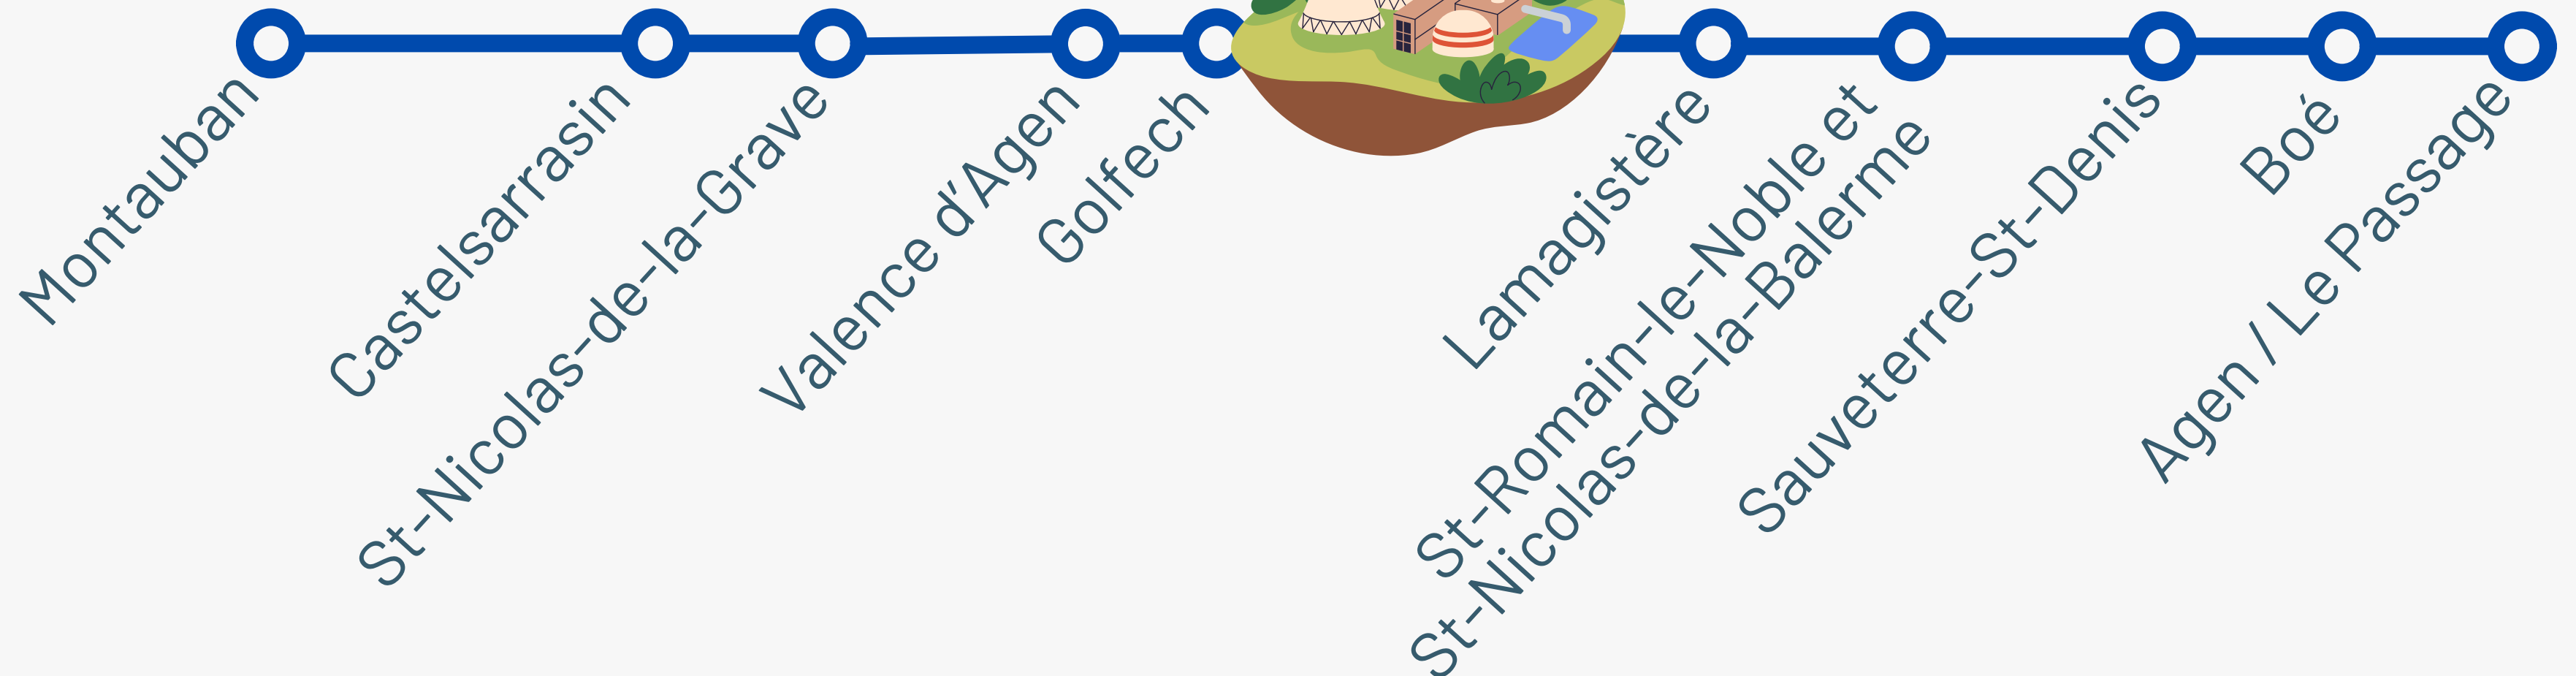 Montauban
Castelsarrasin
St-Nicolas-de-la-Grave
Valence d'Agen
Golfech
Lamagistère
St-Romain-le-Noble et
St-Nicolas-de-la-Balerme
Sauveterre-St-Denis
Boé
Agen / Le Passage